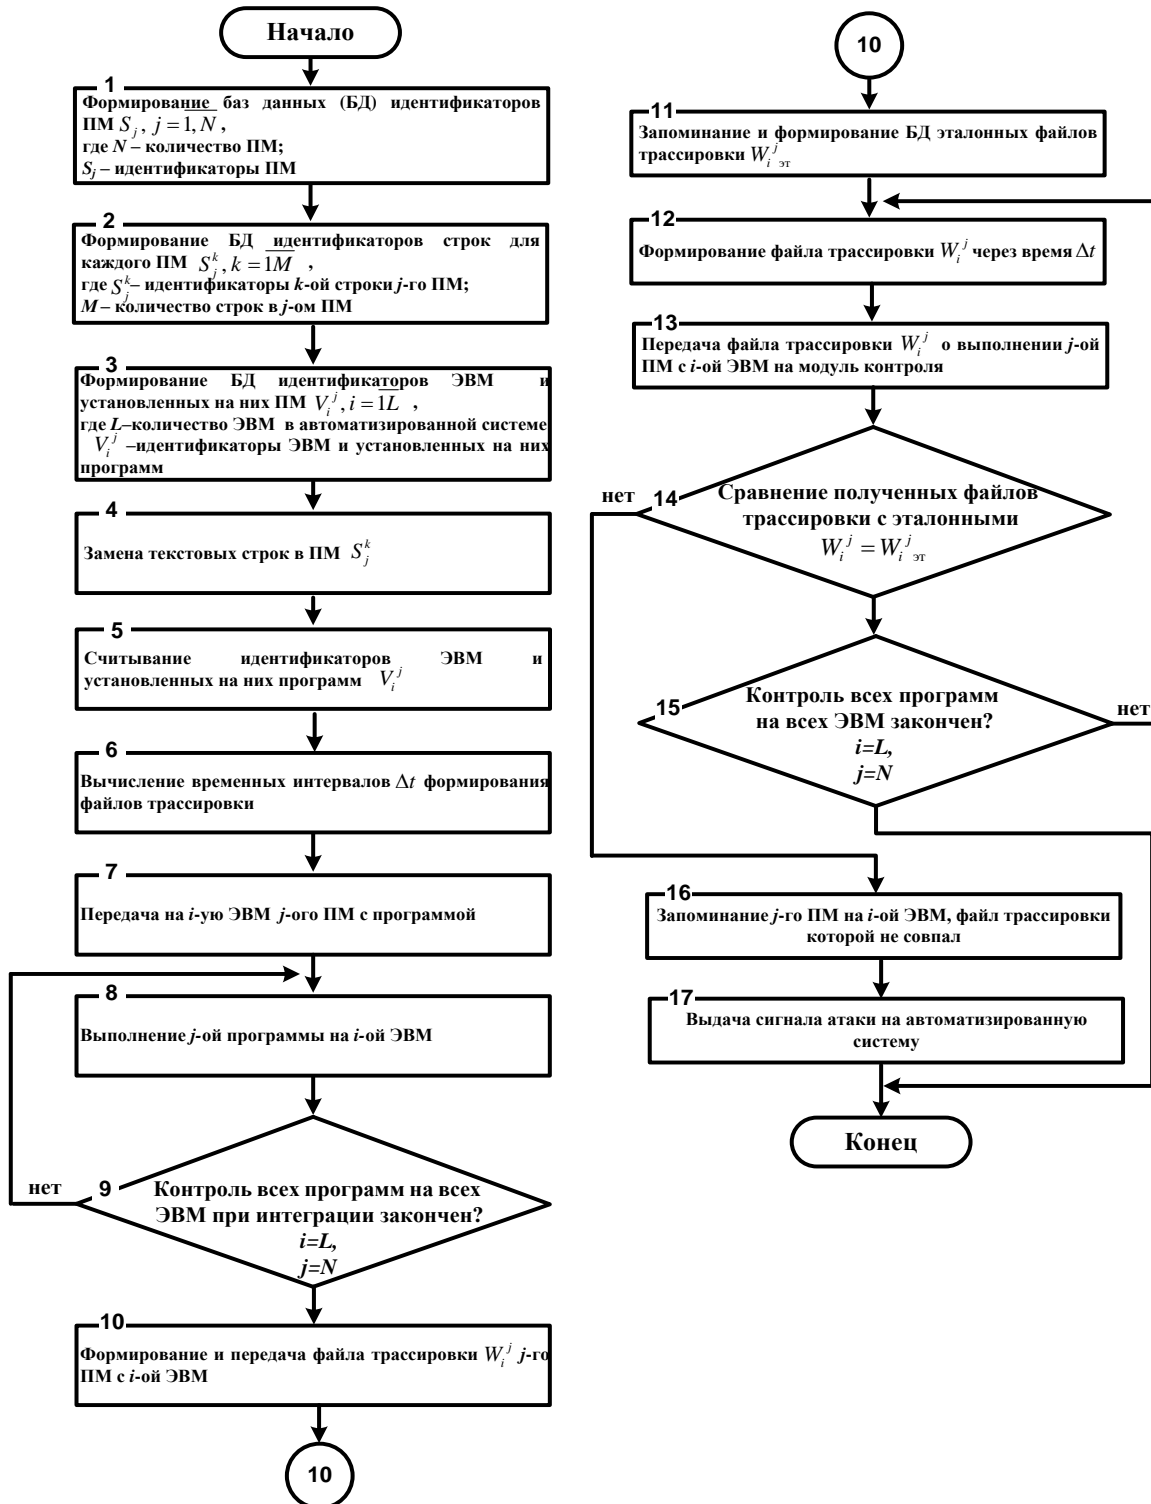 Начало
1
Формирование баз данных (БД) идентификаторов
ПМ S_j, j = \overline{1, N},
где N – количество ПМ;
S_j – идентификаторы ПМ
2
Формирование БД идентификаторов строк для
каждого ПМ S_j^k, k = \overline{1M} ,
где S_j^k – идентификаторы k-ой строки j-го ПМ;
M – количество строк в j-ом ПМ
3
Формирование БД идентификаторов ЭВМ и
установленных на них ПМ V_i^j, i = \overline{1L} ,
где L–количество ЭВМ в автоматизированной системе
V_i^j –идентификаторы ЭВМ и установленных на них
программ
4
Замена текстовых строк в ПМ S_j^k
5
Считывание идентификаторов ЭВМ и
установленных на них программ V_i^j
6
Вычисление временных интервалов Δt формирования
файлов трассировки
7
Передача на i-ую ЭВМ j-ого ПМ с программой
8
Выполнение j-ой программы на i-ой ЭВМ
нет
9
Контроль всех программ на всех
ЭВМ при интеграции закончен?
i=L,
j=N
10
Формирование и передача файла трассировки W_i^j j-го
ПМ с i-ой ЭВМ
10
10
11
Запоминание и формирование БД эталонных файлов
трассировки W_{i эт}^j
12
Формирование файла трассировки W_i^j через время Δt
13
Передача файла трассировки W_i^j о выполнении j-ой
ПМ с i-ой ЭВМ на модуль контроля
нет
14
Сравнение полученных файлов
трассировки с эталонными
W_i^j = W_{i эт}^j
15
Контроль всех программ
на всех ЭВМ закончен?
i=L,
j=N
нет
16
Запоминание j-го ПМ на i-ой ЭВМ, файл трассировки
которой не совпал
17
Выдача сигнала атаки на автоматизированную
систему
Конец